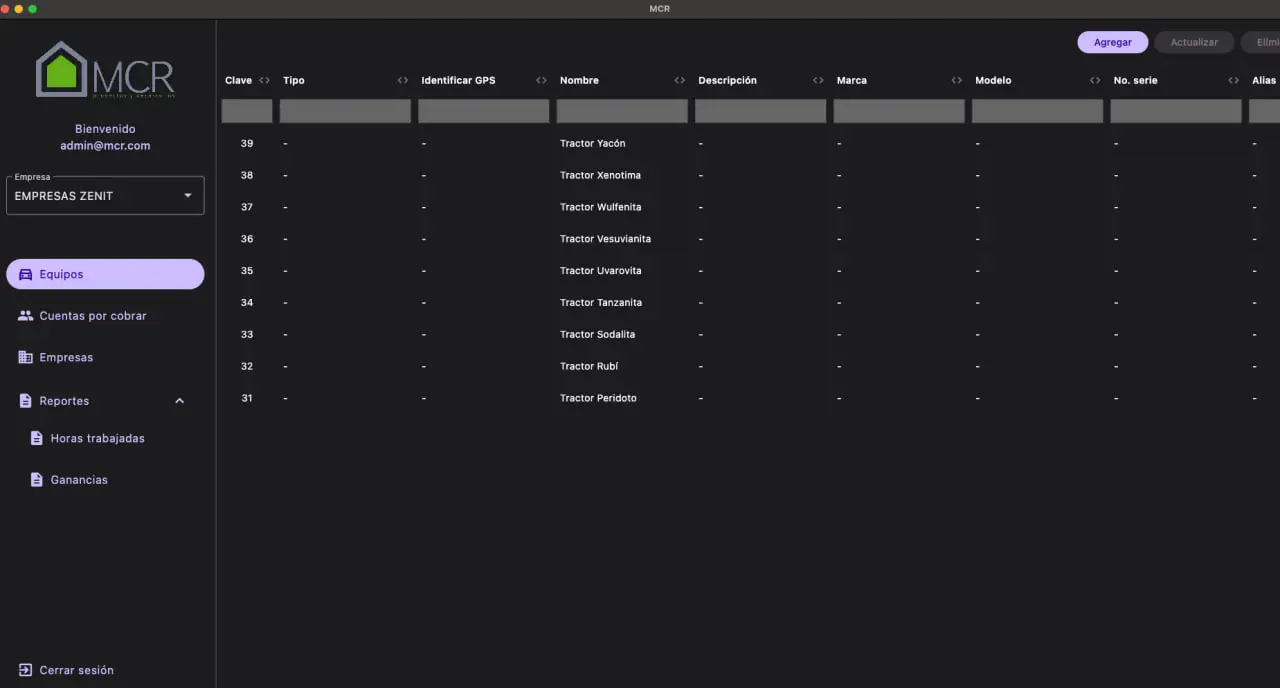 MCR
MCR
Bienvenido
admin@mcr.com
Empresa
EMPRESAS ZENIT
Equipos
Cuentas por cobrar
Empresas
Reportes
Horas trabajadas
Ganancias
Cerrar sesión
Agregar Actualizar Elimi
Clave <> Tipo <> Identificar GPS <> Nombre <> Descripción <> Marca <> Modelo <> No. serie <> Alias
39 - - Tractor Yacón - - - - -
38 - - Tractor Xenotima - - - - -
37 - - Tractor Wulfenita - - - - -
36 - - Tractor Vesuvianita - - - - -
35 - - Tractor Uvarovita - - - - -
34 - - Tractor Tanzanita - - - - -
33 - - Tractor Sodalita - - - - -
32 - - Tractor Rubí - - - - -
31 - - Tractor Peridoto - - - - -